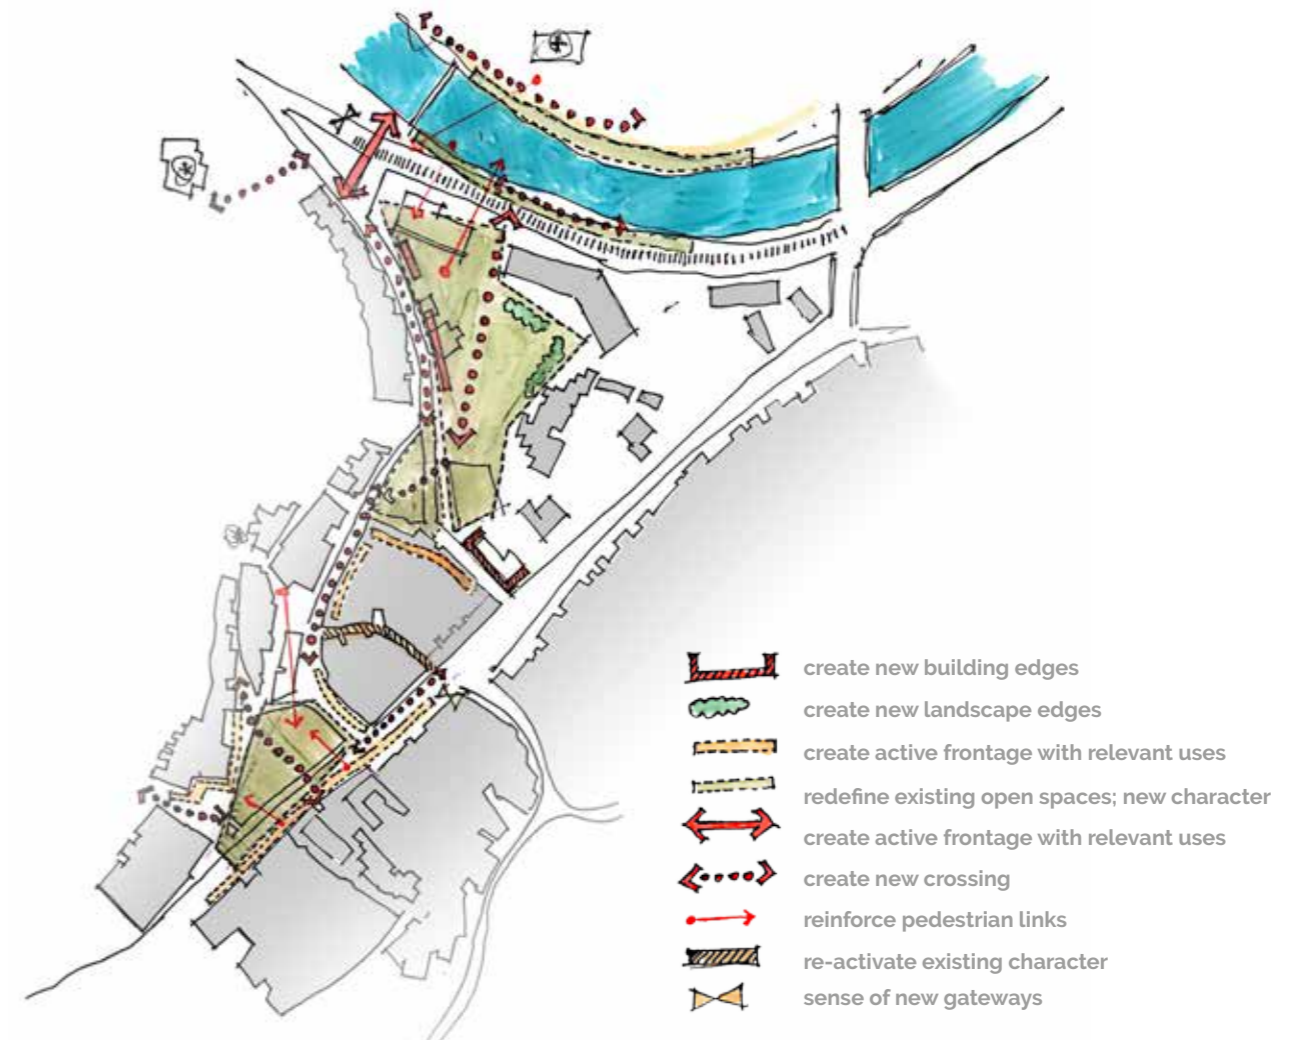 create new building edges
create new landscape edges
create active frontage with relevant uses
redefine existing open spaces; new character
create active frontage with relevant uses
create new crossing
reinforce pedestrian links
re-activate existing character
sense of new gateways